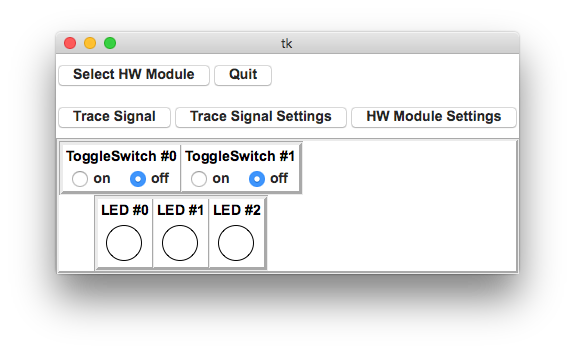 tk
Select HW Module Quit
Trace Signal Trace Signal Settings HW Module Settings
ToggleSwitch #0 ToggleSwitch #1
on off on off
LED #0 LED #1 LED #2